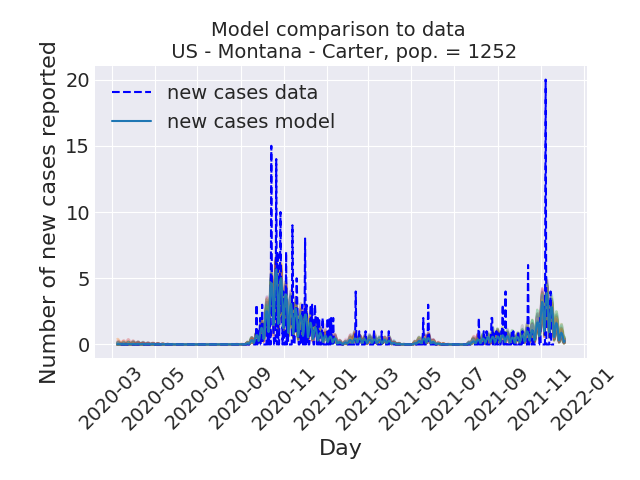 Model comparison to data
US - Montana - Carter, pop. = 1252
new cases data
new cases model
Number of new cases reported
20
15
10
5
0
2020-03
2020-05
2020-07
2020-09
2020-11
2021-01
2021-03
2021-05
2021-07
2021-09
2021-11
2022-01
Day